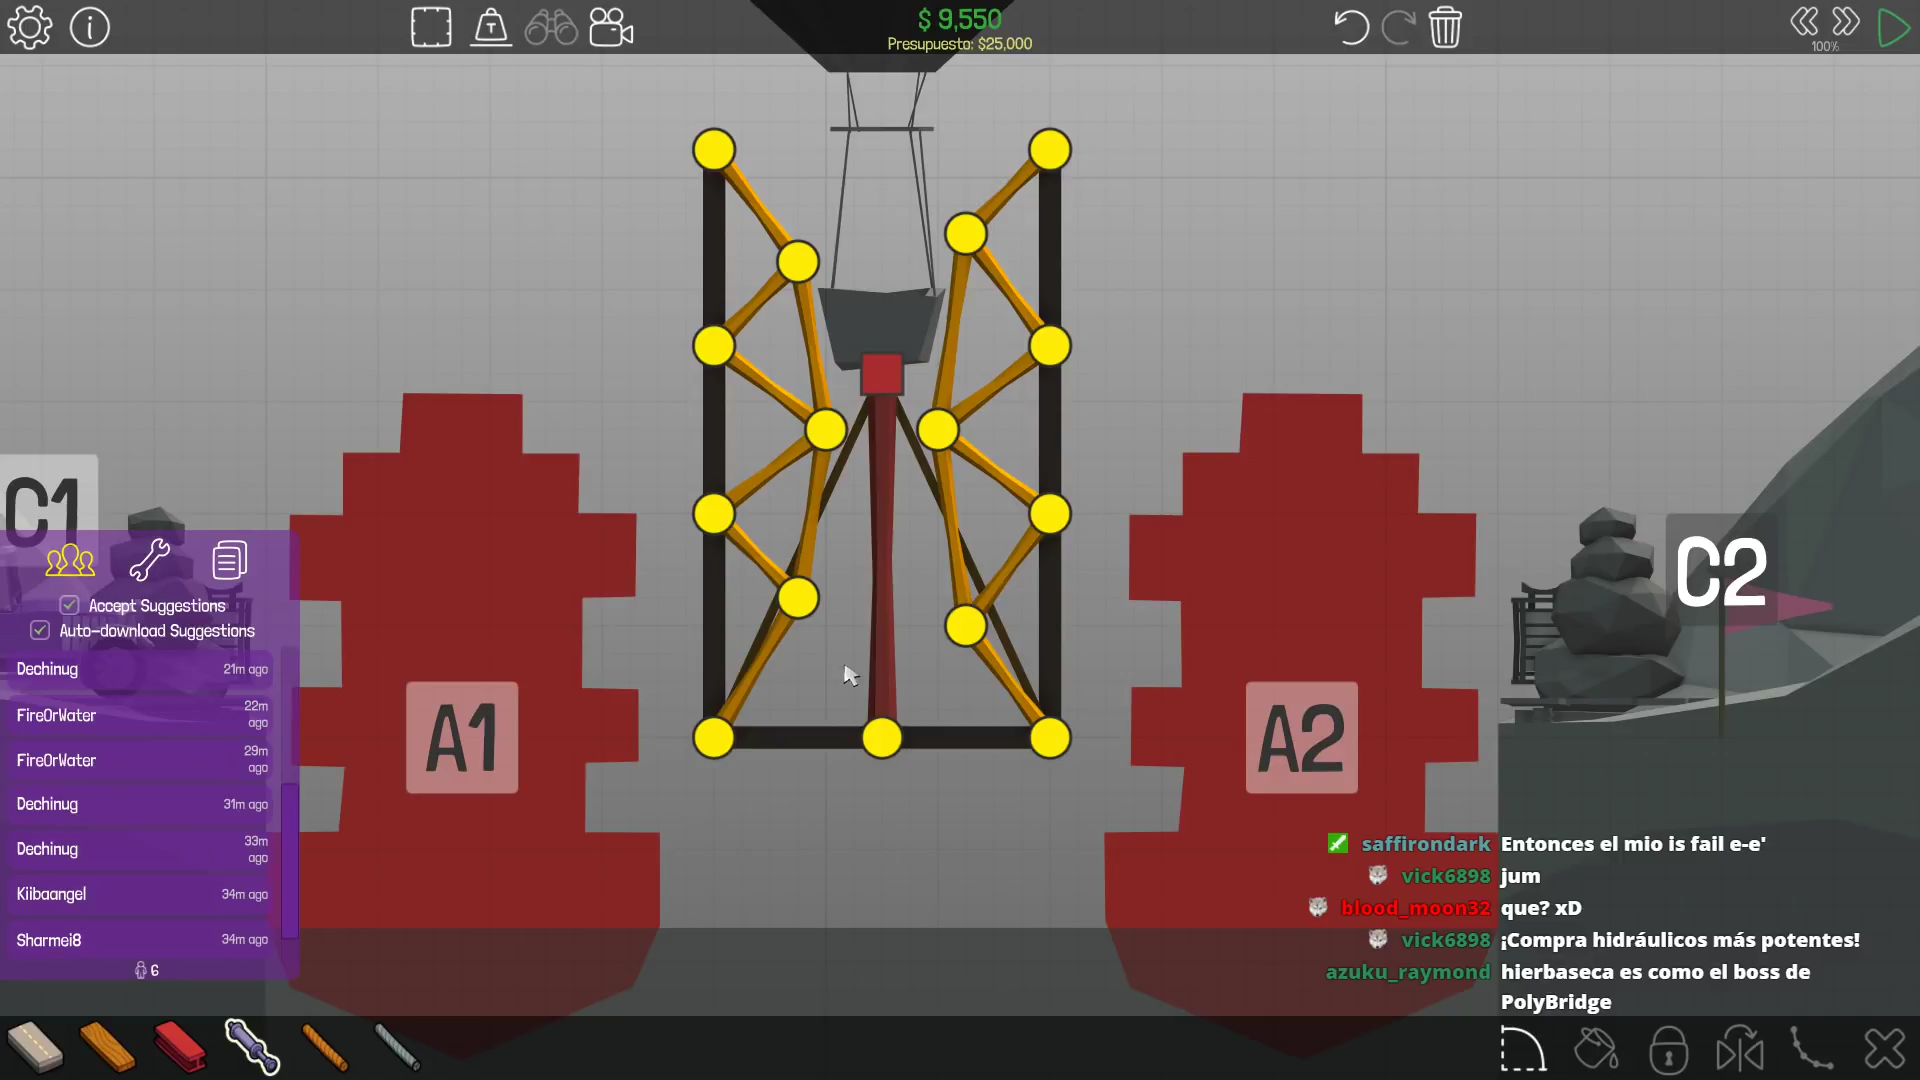 $ 9,550
Presupuesto: $25,000
100%
T
C1
A1
A2
C2
Accept Suggestions
Auto-download Suggestions
Dechinug 21m ago
FireOrWater 22m ago
FireOrWater 29m ago
Dechinug 31m ago
Dechinug 33m ago
Kiibaangel 34m ago
Sharmei8 34m ago
6
saffirondark Entonces el mio is fail e-e'
vick6898 jum
blood_moon32 que? xD
vick6898 ¡Compra hidráulicos más potentes!
azuku_raymond hierbaseca es como el boss de
PolyBridge